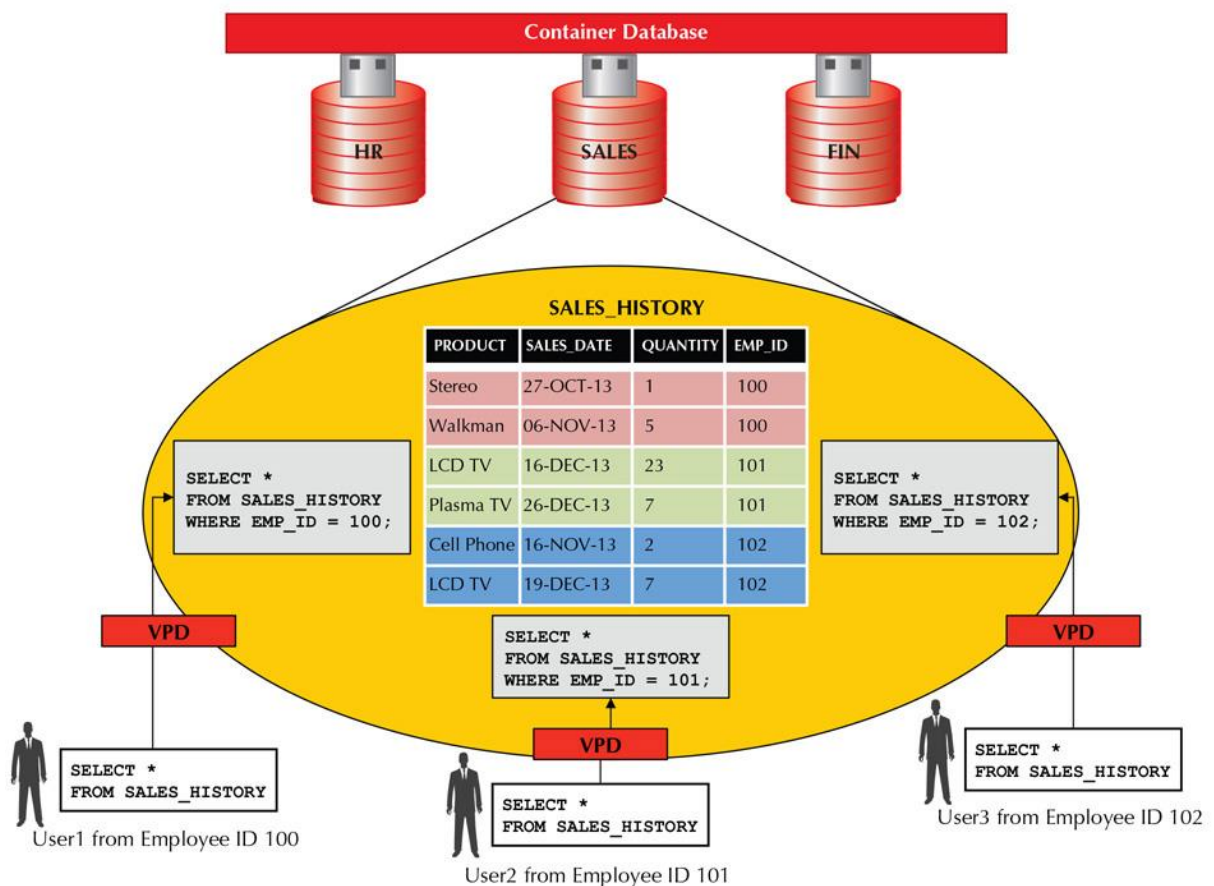 Container Database
HR
SALES
FIN
SALES_HISTORY
PRODUCT SALES_DATE QUANTITY EMP_ID
Stereo 27-OCT-13 1 100
Walkman 06-NOV-13 5 100
LCD TV 16-DEC-13 23 101
Plasma TV 26-DEC-13 7 101
Cell Phone 16-NOV-13 2 102
LCD TV 19-DEC-13 7 102
SELECT *
FROM SALES_HISTORY
WHERE EMP_ID = 100;
SELECT *
FROM SALES_HISTORY
WHERE EMP_ID = 102;
SELECT *
FROM SALES_HISTORY
WHERE EMP_ID = 101;
VPD
VPD
VPD
SELECT *
FROM SALES_HISTORY
User1 from Employee ID 100
SELECT *
FROM SALES_HISTORY
User2 from Employee ID 101
SELECT *
FROM SALES_HISTORY
User3 from Employee ID 102